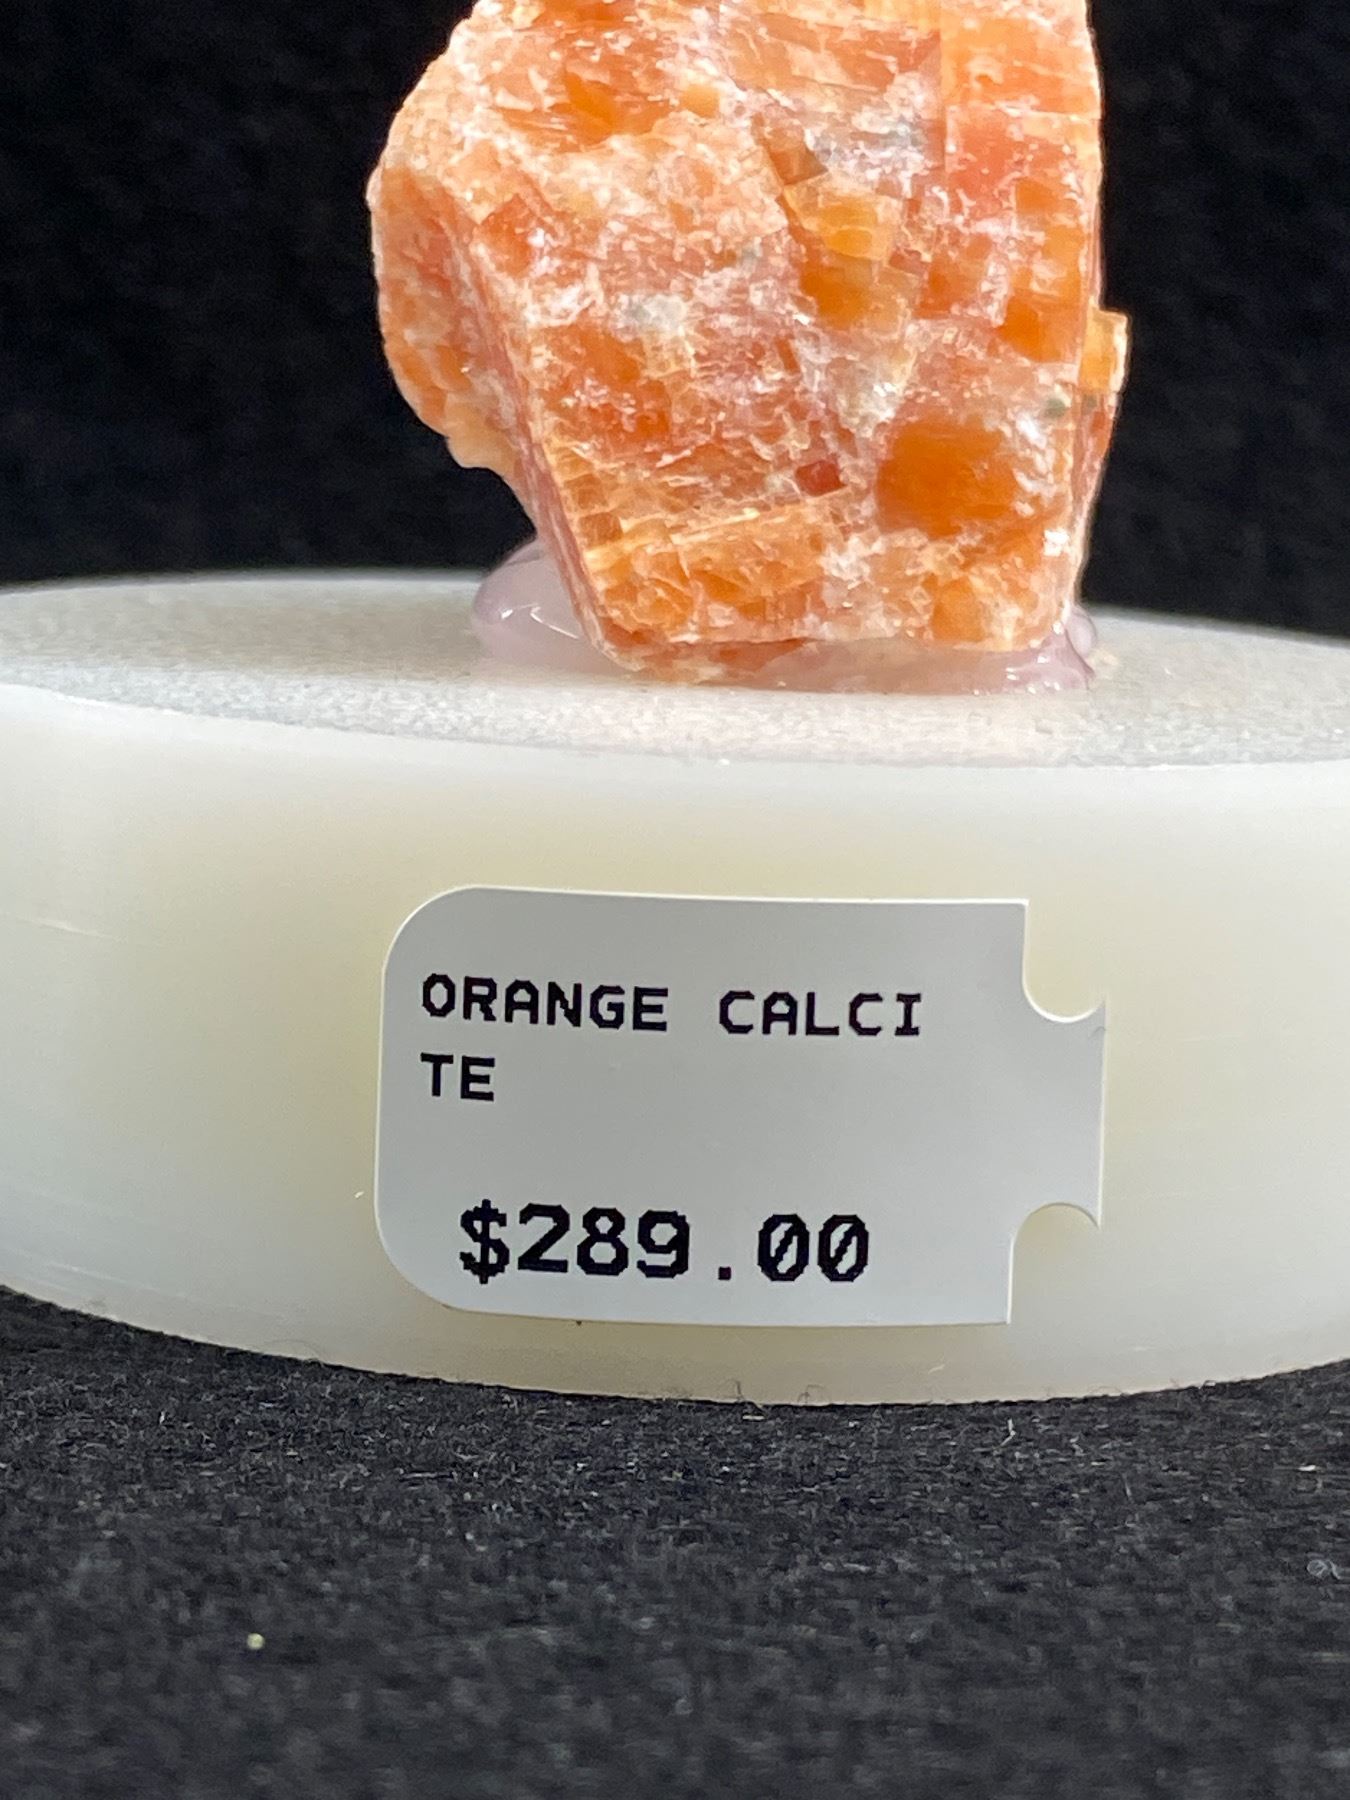 ORANGE CALCI
TE
$289.00